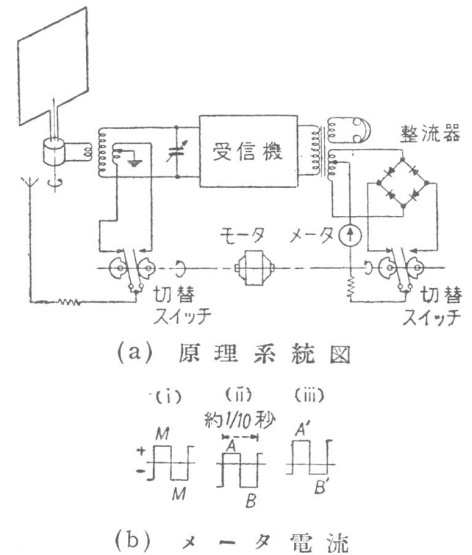 受信機
整流器
モータ
メータ
切替
スイッチ
切替
スイッチ
(a) 原理系統図
(i)
(ii)
(iii)
約1/10秒
M
A
A'
+
-
M
B
B'
(b) メータ電流